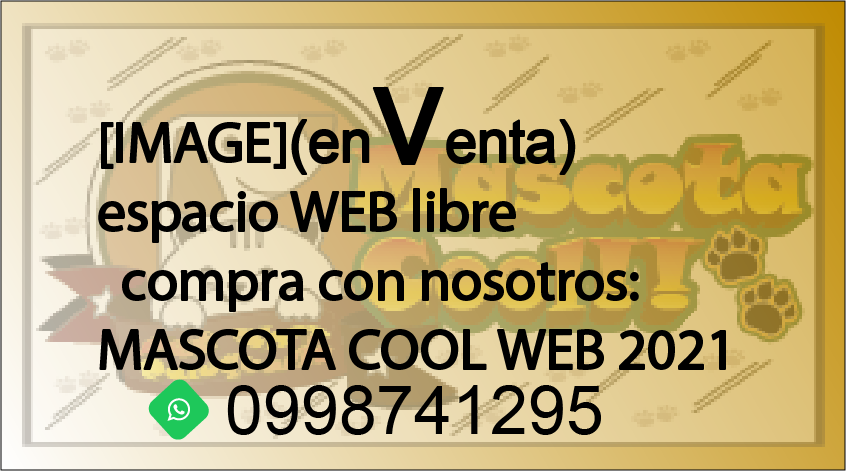 [IMAGE](enVenta)
Mascota
espacio WEB libre
Cool!!
compra con nosotros:
MASCOTA COOL WEB 2021
0998741295